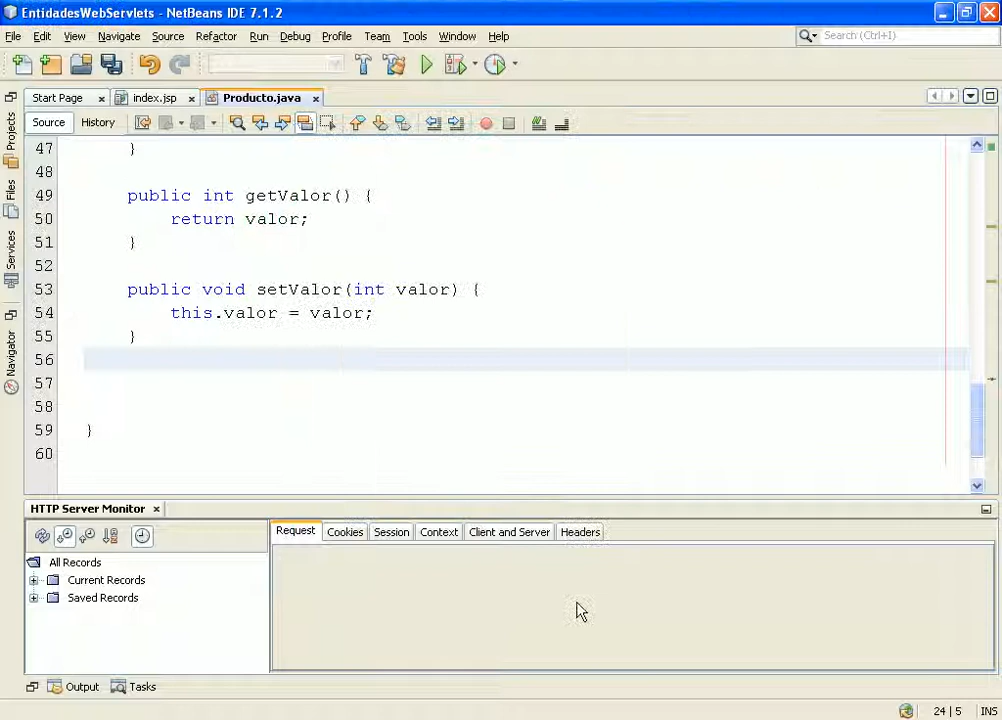 EntidadesWebServlets - NetBeans IDE 7.1.2
File Edit View Navigate Source Refactor Run Debug Profile Team Tools Window Help
Search (Ctrl+I)
Start Page index.jsp Producto.java
Source History
Projects
Files
Services
Navigator
47 }
48
49 public int getValor() {
50 return valor;
51 }
52
53 public void setValor(int valor) {
54 this.valor = valor;
55 }
56
57
58
59 }
60
HTTP Server Monitor
Request Cookies Session Context Client and Server Headers
All Records
Current Records
Saved Records
Output Tasks
24 | 5 INS